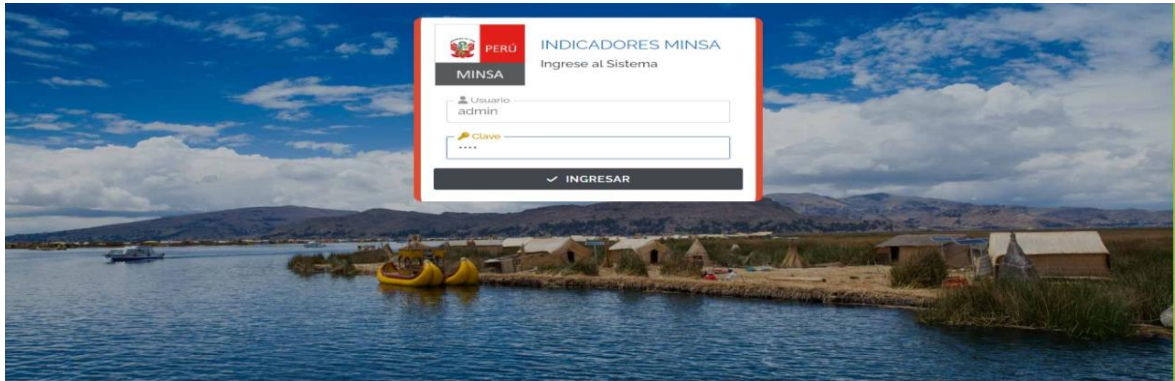 PERÚ
MINSA
INDICADORES MINSA
Ingrese al Sistema
Usuario
admin
Clave
....
INGRESAR